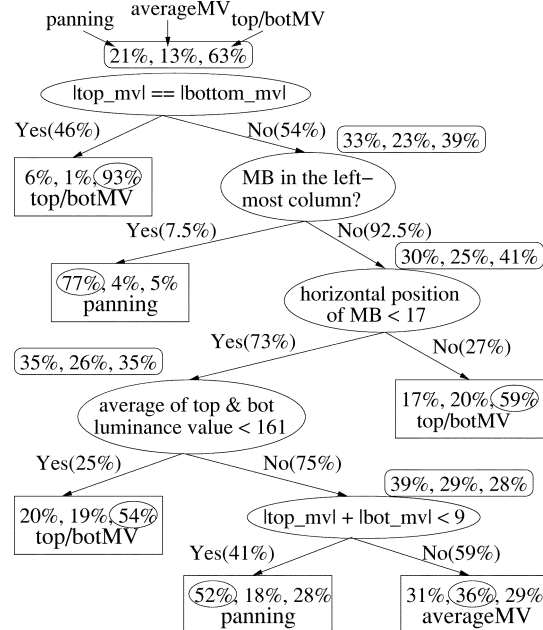 averageMV
panning
top/botMV
21%, 13%, 63%
|top_mv| == |bottom_mv|
Yes(46%)
No(54%)
33%, 23%, 39%
6%, 1%, 93%
top/botMV
MB in the left-
most column?
Yes(7.5%)
No(92.5%)
30%, 25%, 41%
77%, 4%, 5%
panning
horizontal position
of MB < 17
Yes(73%)
No(27%)
35%, 26%, 35%
17%, 20%, 59%
top/botMV
average of top & bot
luminance value < 161
Yes(25%)
No(75%)
39%, 29%, 28%
20%, 19%, 54%
top/botMV
|top_mv| + |bot_mv| < 9
Yes(41%)
No(59%)
52%, 18%, 28%
panning
31%, 36%, 29%
averageMV